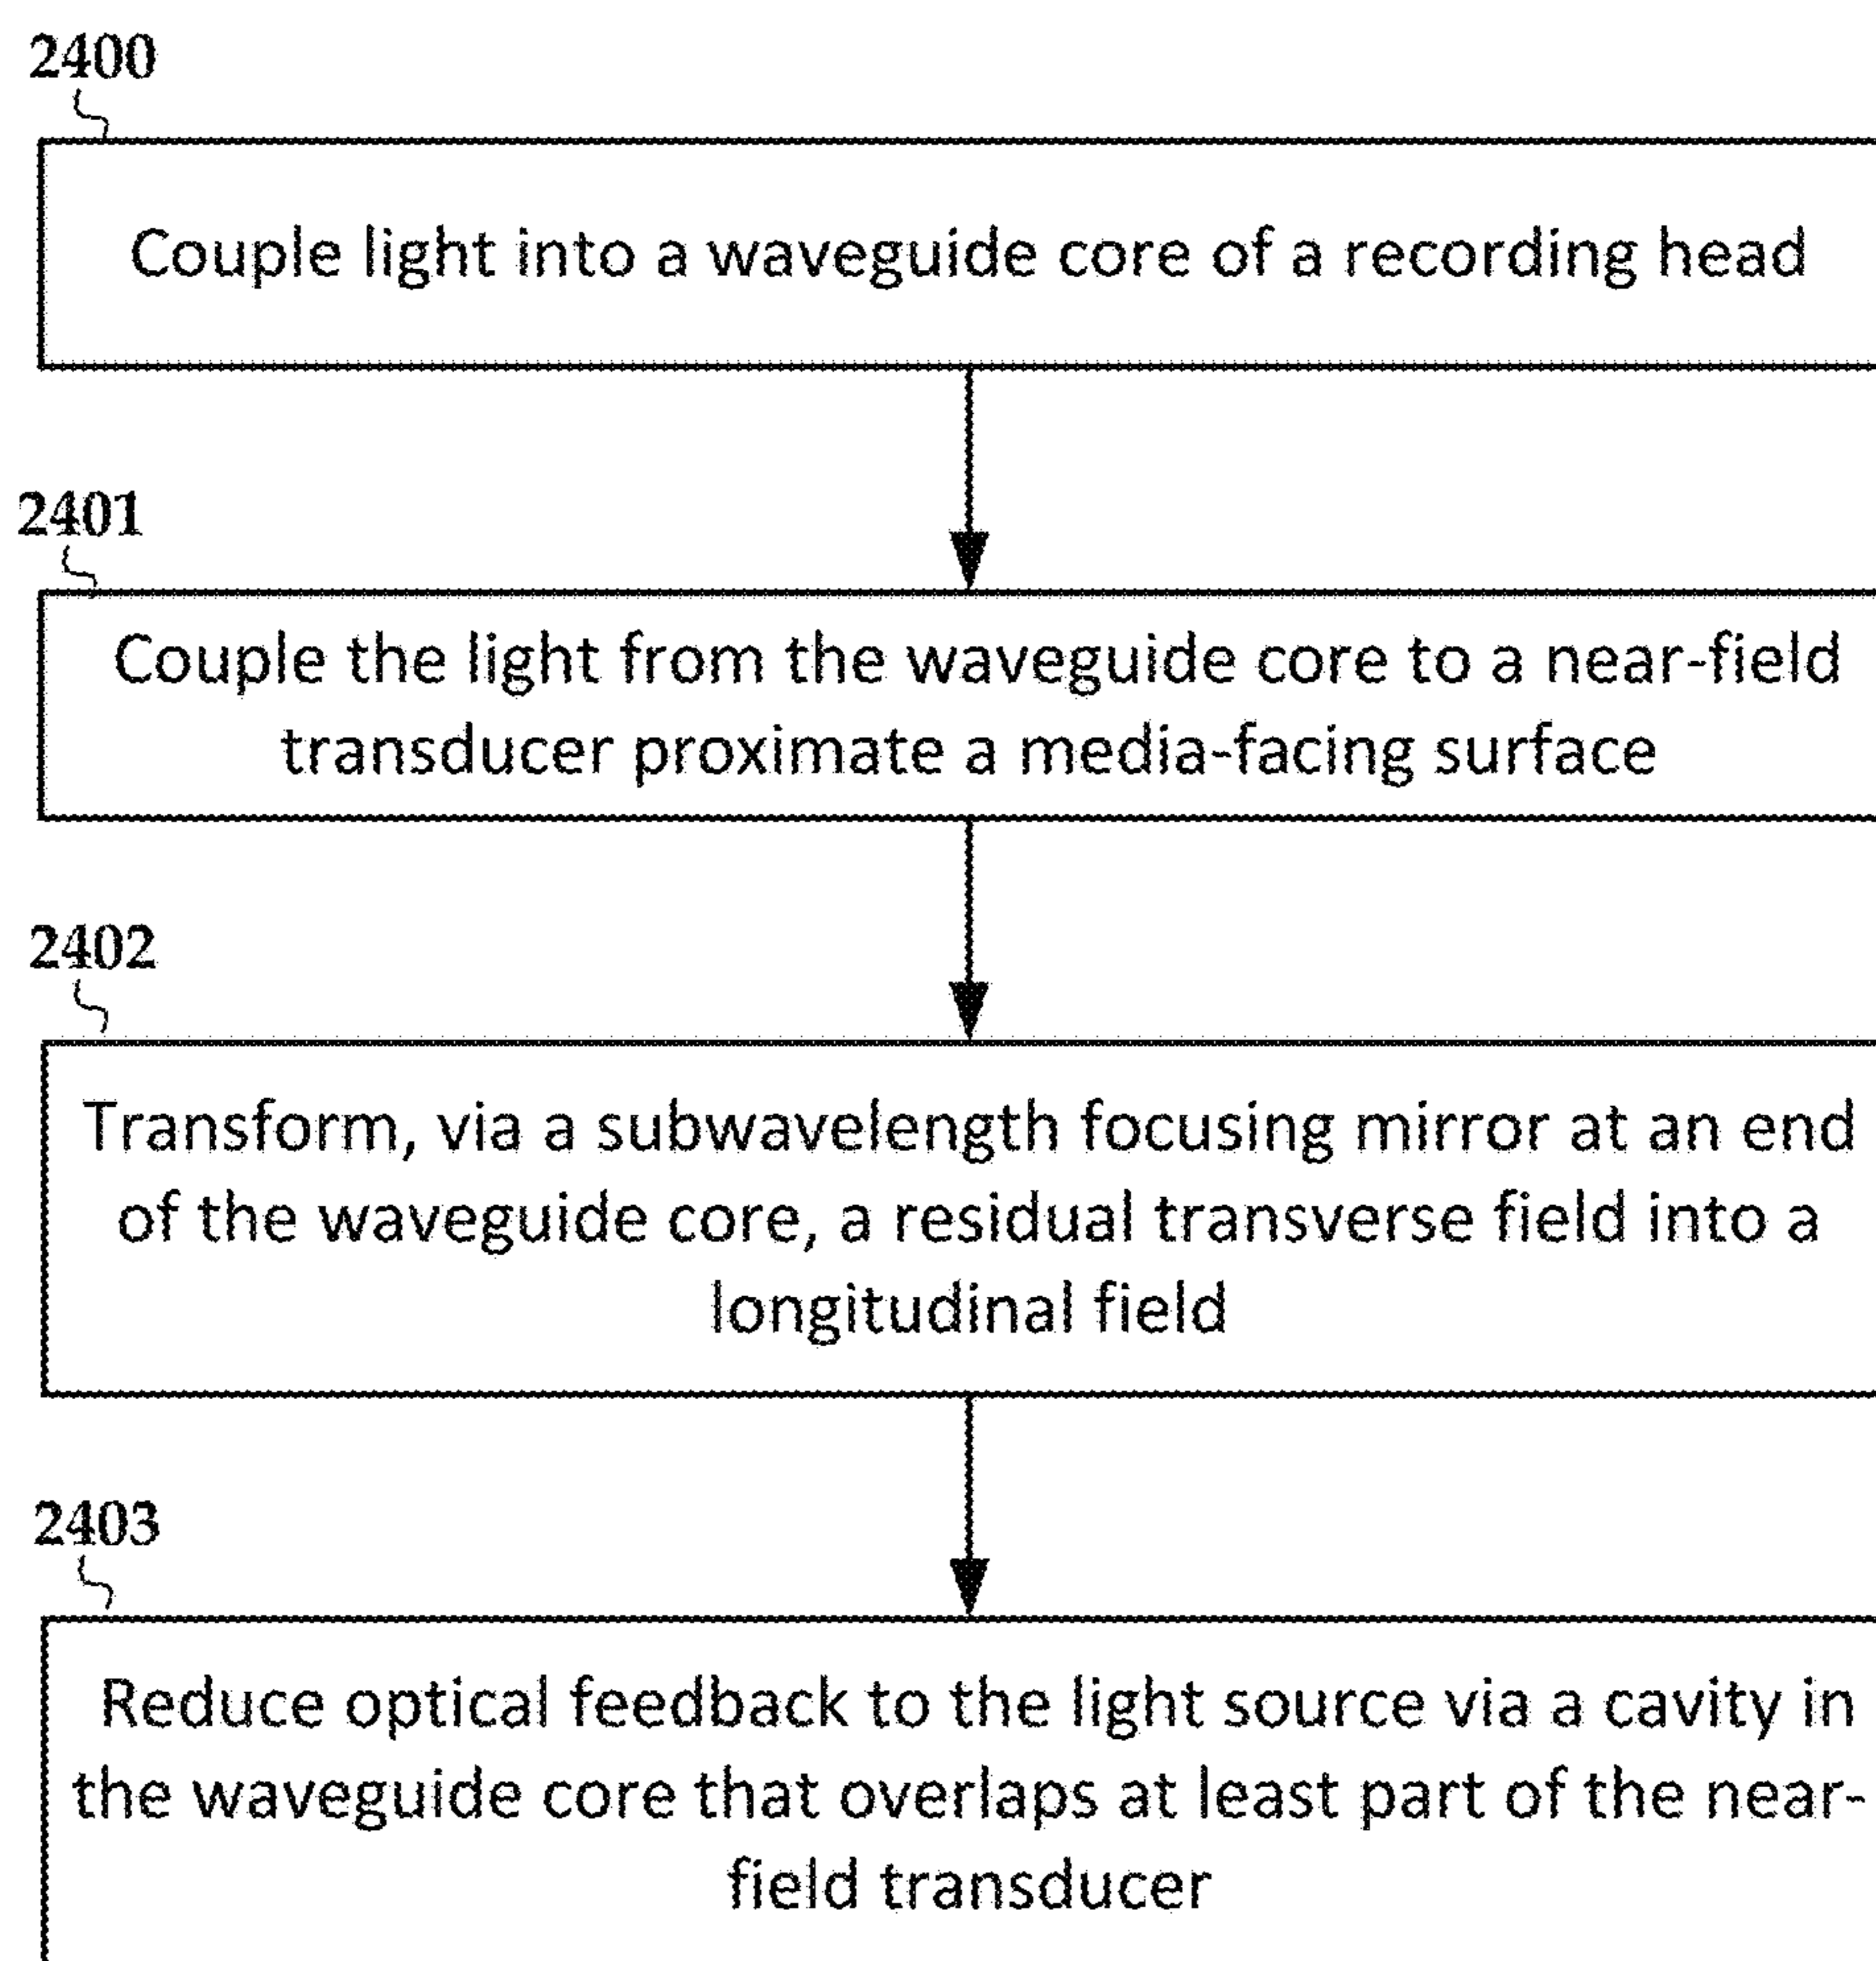 2400
Couple light into a waveguide core of a recording head
2401
Couple the light from the waveguide core to a near-field
transducer proximate a media-facing surface
2402
Transform, via a subwavelength focusing mirror at an end
of the waveguide core, a residual transverse field into a
longitudinal field
2403
Reduce optical feedback to the light source via a cavity in
the waveguide core that overlaps at least part of the near-
field transducer